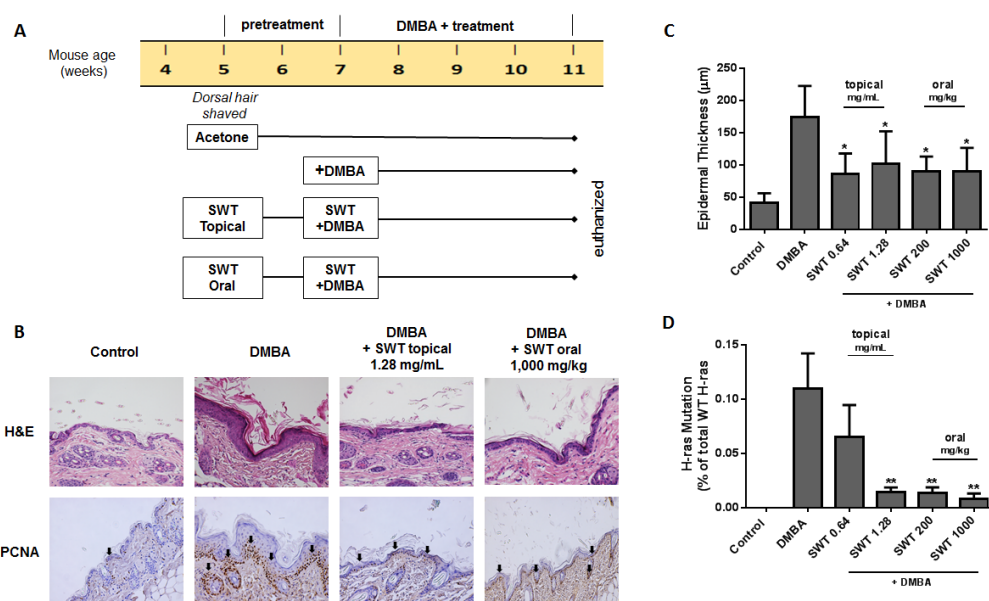 A
pretreatment
DMBA + treatment
Mouse age
(weeks)
4 5 6 7 8 9 10 11
Dorsal hair
shaved
Acetone
+DMBA
SWT
Topical
SWT
+DMBA
SWT
Oral
SWT
+DMBA
euthanized
B
Control
DMBA
DMBA
+ SWT topical
1.28 mg/mL
DMBA
+ SWT oral
1,000 mg/kg
H&E
PCNA
C
Epidermal Thickness (μm)
250
200
150
100
50
0
topical
mg/mL
oral
mg/kg
* * * *
Control
DMBA
SWT 0.64
SWT 1.28
SWT 200
SWT 1000
+ DMBA
D
H-ras Mutation
(% of total WT H-ras
0.15
0.10
0.05
0.00
topical
mg/mL
oral
mg/kg
** ** **
Control
DMBA
SWT 0.64
SWT 1.28
SWT 200
SWT 1000
+ DMBA